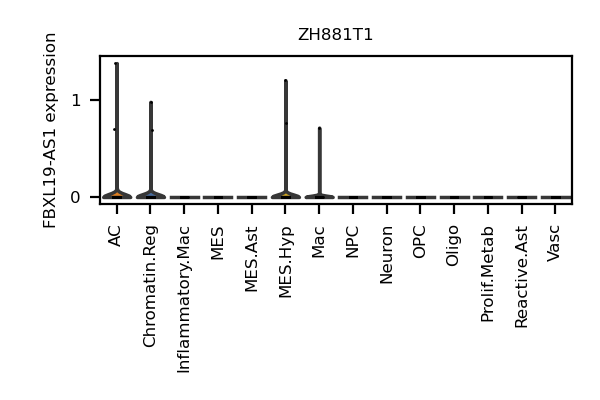 ZH881T1
FBXL19-AS1 expression
1
0
AC
Chromatin.Reg
Inflammatory.Mac
MES
MES.Ast
MES.Hyp
Mac
NPC
Neuron
OPC
Oligo
Prolif.Metab
Reactive.Ast
Vasc